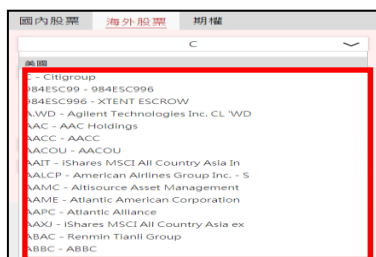 國內股票 海外股票 期權
C
美國
C - Citigroup
984ESC99 - 984ESC996
984ESC996 - XTENT ESCROW
A.WD - Agilent Technologies Inc. CL 'WD
AAC - AAC Holdings
AACC - AACC
AACOU - AACOU
AAIT - iShares MSCI All Country Asia In
AALCP - American Airlines Group Inc. - S
AAMC - Altisource Asset Management
AAME - Atlantic American Corporation
AAPC - Atlantic Alliance
AAXJ - iShares MSCI All Country Asia ex
ABAC - Renmin Tianli Group
ABBC - ABBC